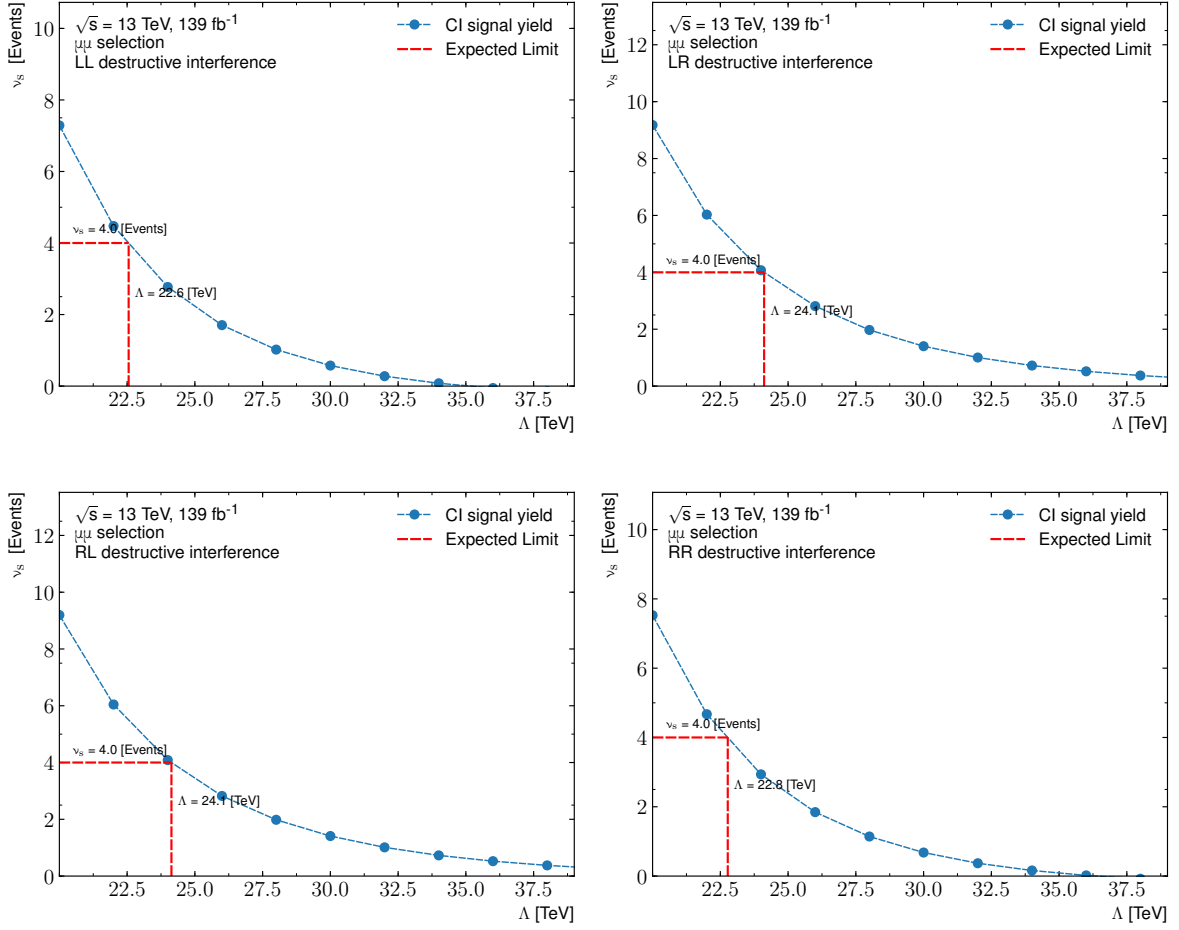 √s = 13 TeV, 139 fb⁻¹
μμ selection
LL destructive interference
CI signal yield
Expected Limit
νₛ [Events]
10
8
6
4
2
0
νₛ = 4.0 [Events]
Λ = 22.6 [TeV]
22.5 25.0 27.5 30.0 32.5 35.0 37.5
Λ [TeV]
√s = 13 TeV, 139 fb⁻¹
μμ selection
LR destructive interference
CI signal yield
Expected Limit
νₛ [Events]
12
10
8
6
4
2
0
νₛ = 4.0 [Events]
Λ = 24.1 [TeV]
22.5 25.0 27.5 30.0 32.5 35.0 37.5
Λ [TeV]
√s = 13 TeV, 139 fb⁻¹
μμ selection
RL destructive interference
CI signal yield
Expected Limit
νₛ [Events]
12
10
8
6
4
2
0
νₛ = 4.0 [Events]
Λ = 24.1 [TeV]
22.5 25.0 27.5 30.0 32.5 35.0 37.5
Λ [TeV]
√s = 13 TeV, 139 fb⁻¹
μμ selection
RR destructive interference
CI signal yield
Expected Limit
νₛ [Events]
10
8
6
4
2
0
νₛ = 4.0 [Events]
Λ = 22.8 [TeV]
22.5 25.0 27.5 30.0 32.5 35.0 37.5
Λ [TeV]